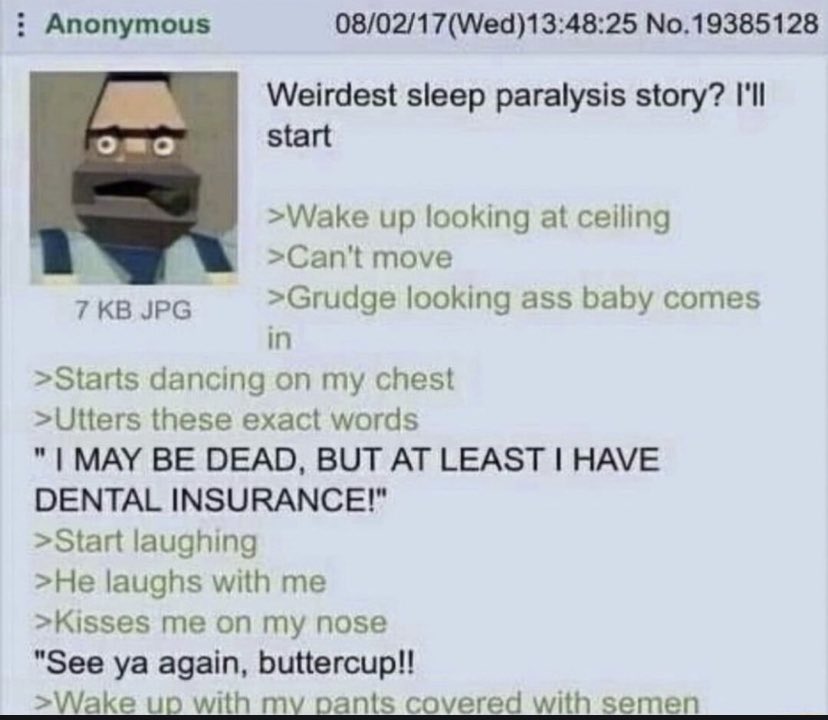 Anonymous 08/02/17(Wed)13:48:25 No.19385128
Weirdest sleep paralysis story? I'll
start
>Wake up looking at ceiling
>Can't move
>Grudge looking ass baby comes
in
7 KB JPG
>Starts dancing on my chest
>Utters these exact words
" I MAY BE DEAD, BUT AT LEAST I HAVE
DENTAL INSURANCE!"
>Start laughing
>He laughs with me
>Kisses me on my nose
"See ya again, buttercup!!
>Wake up with my pants covered with semen